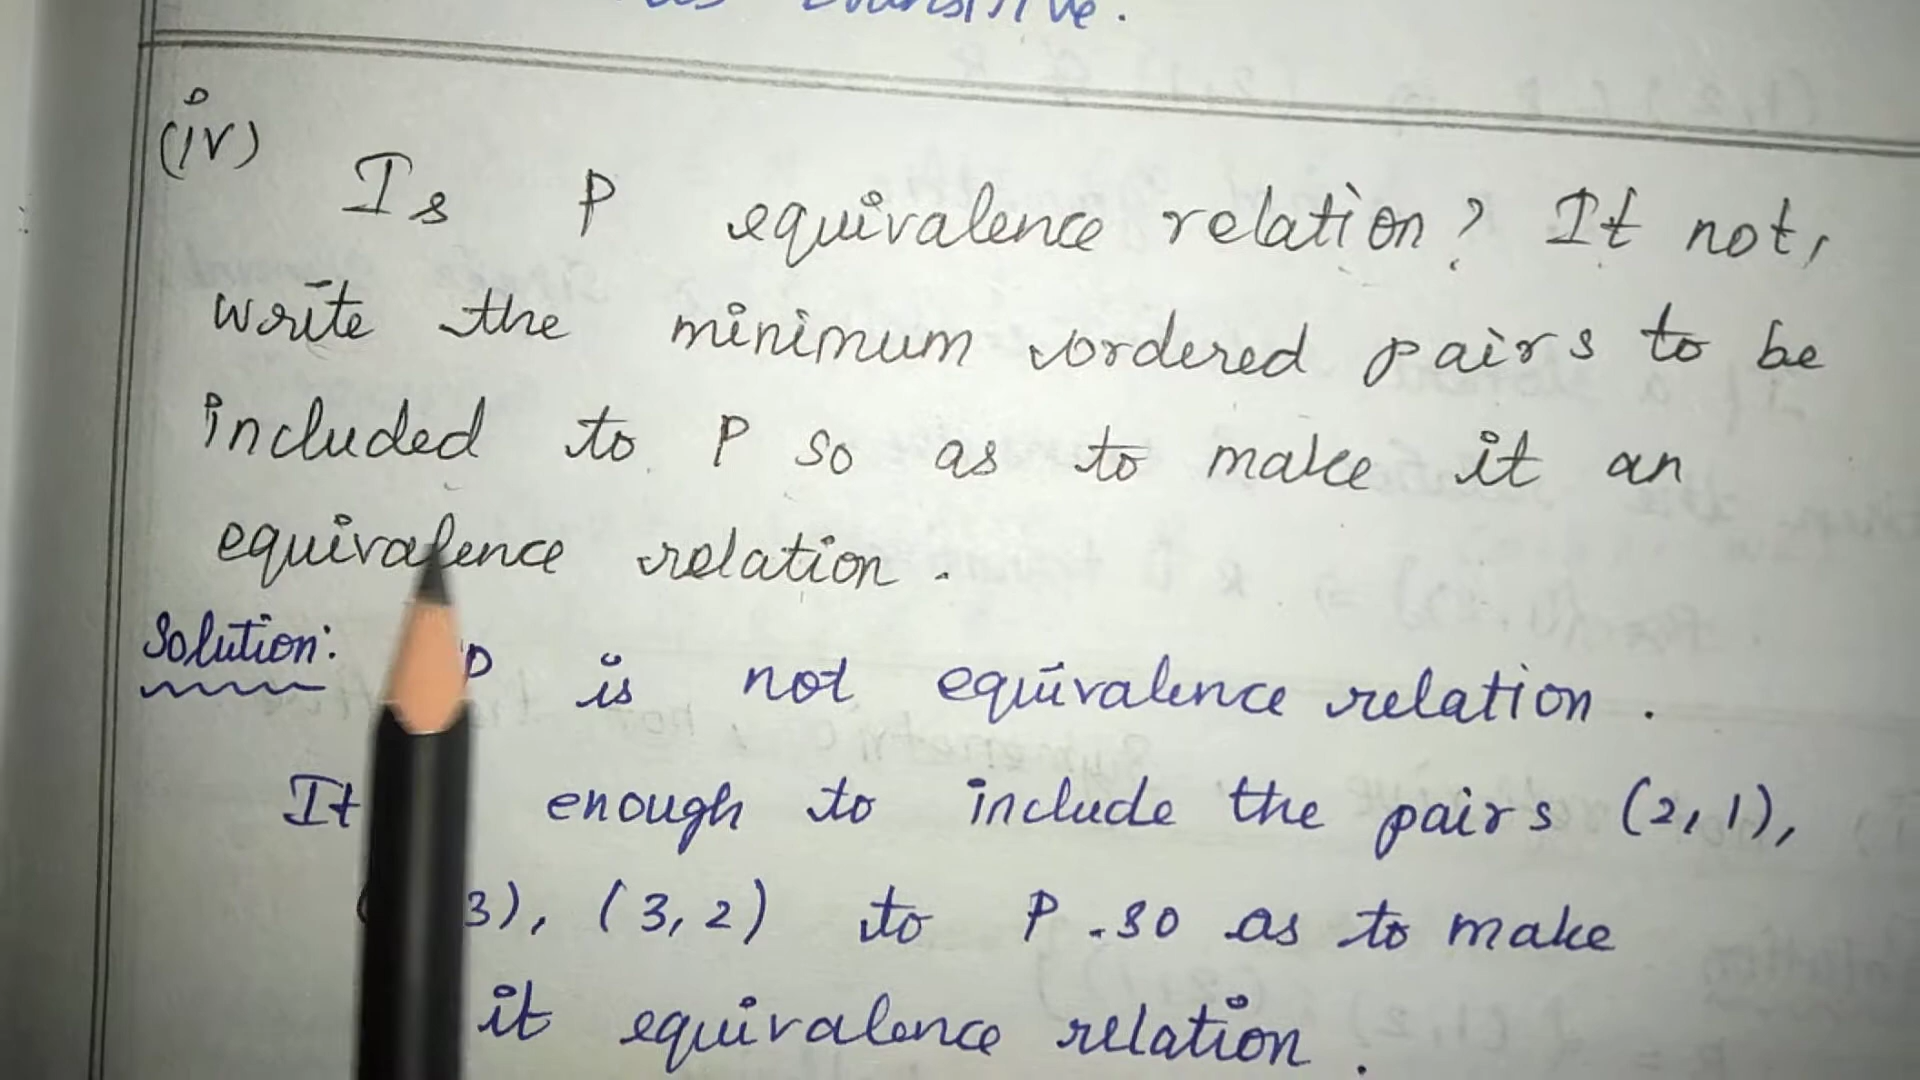 transitive.
(iv)
Is P equivalence relation? It not,
write the minimum ordered pairs to be
included to P so as to make it an
equivalence relation.
Solution: P is not equivalence relation.
It enough to include the pairs (2,1),
3), (3,2) to P so as to make
it equivalence relation.